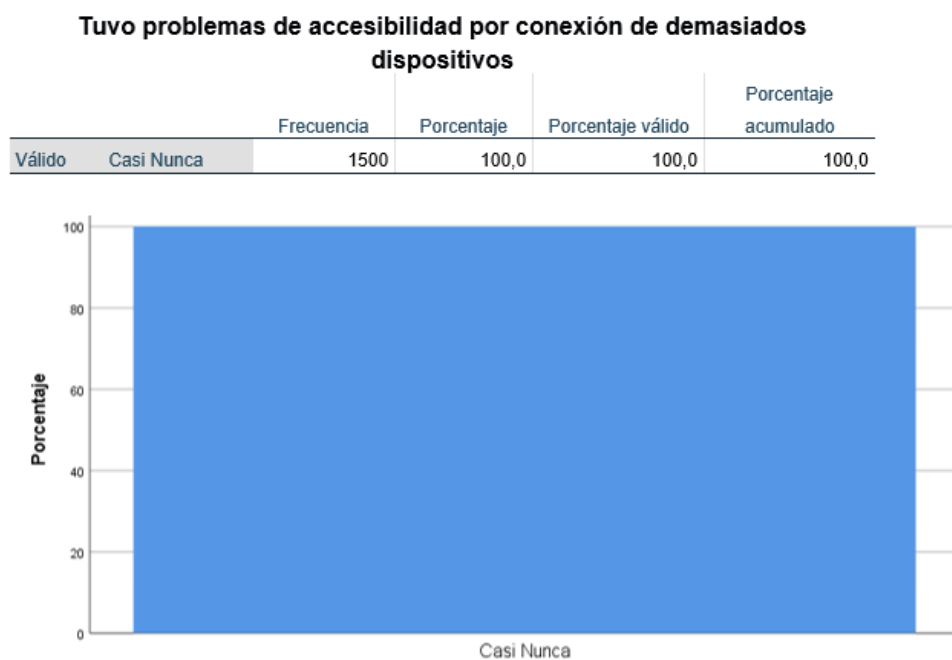 Tuvo problemas de accesibilidad por conexión de demasiados
dispositivos
Frecuencia Porcentaje Porcentaje válido Porcentaje acumulado
Válido Casi Nunca 1500 100,0 100,0 100,0
100
80
60
40
20
0
Porcentaje
Casi Nunca